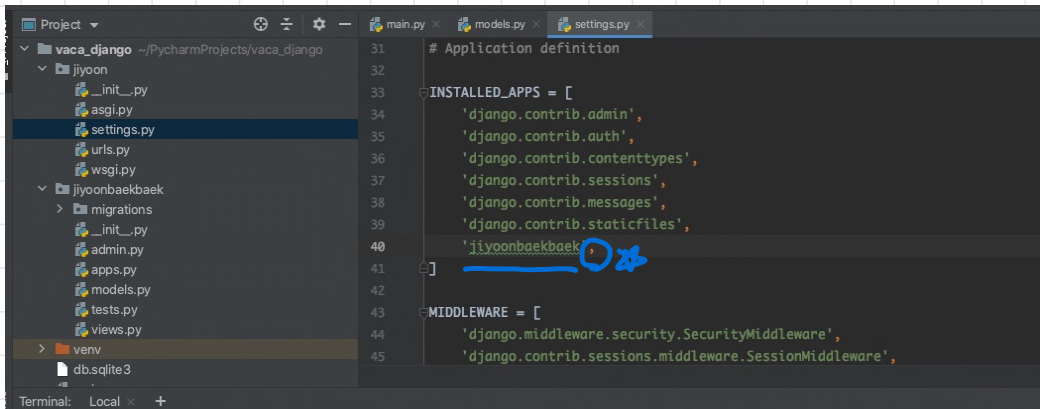 Project
main.py
models.py
settings.py
vaca_django ~/PycharmProjects/vaca_django
jiyoon
__init__.py
asgi.py
settings.py
urls.py
wsgi.py
jiyoonbaekbaek
migrations
__init__.py
admin.py
apps.py
models.py
tests.py
views.py
venv
db.sqlite3
31 # Application definition
32
33 INSTALLED_APPS = [
34 'django.contrib.admin',
35 'django.contrib.auth',
36 'django.contrib.contenttypes',
37 'django.contrib.sessions',
38 'django.contrib.messages',
39 'django.contrib.staticfiles',
40 'jiyoonbaekbaek',
41 ]
42
43 MIDDLEWARE = [
44 'django.middleware.security.SecurityMiddleware',
45 'django.contrib.sessions.middleware.SessionMiddleware',
Terminal: Local +